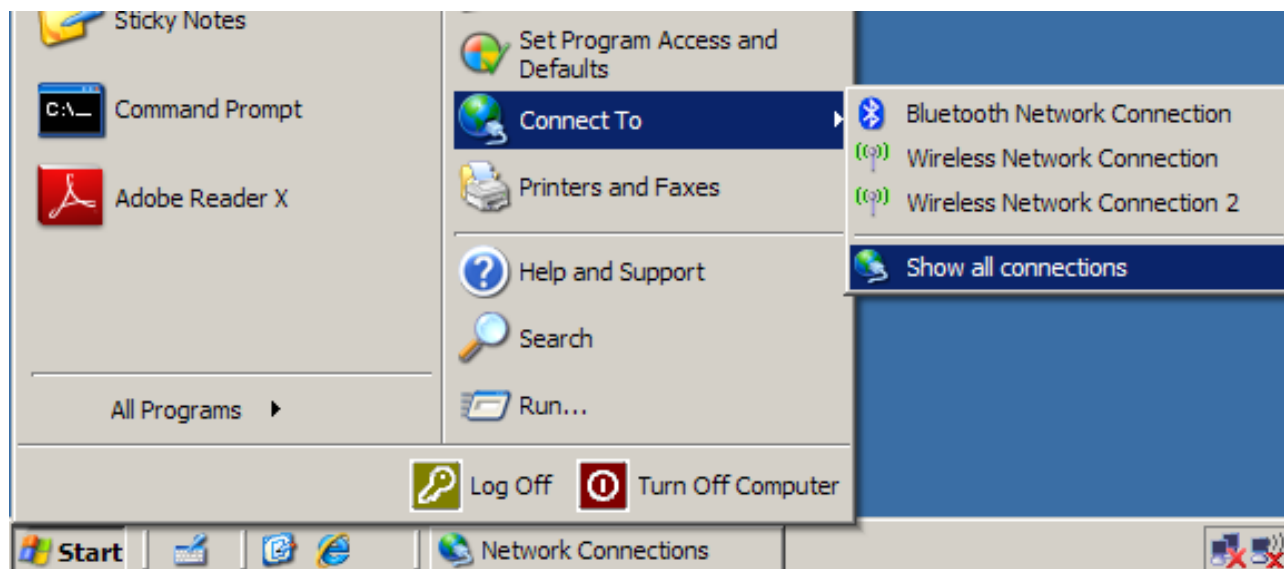 Sticky Notes
Command Prompt
Adobe Reader X
All Programs
Set Program Access and
Defaults
Connect To
Printers and Faxes
Help and Support
Search
Run...
Bluetooth Network Connection
Wireless Network Connection
Wireless Network Connection 2
Show all connections
Log Off
Turn Off Computer
Start
Network Connections
C:\_